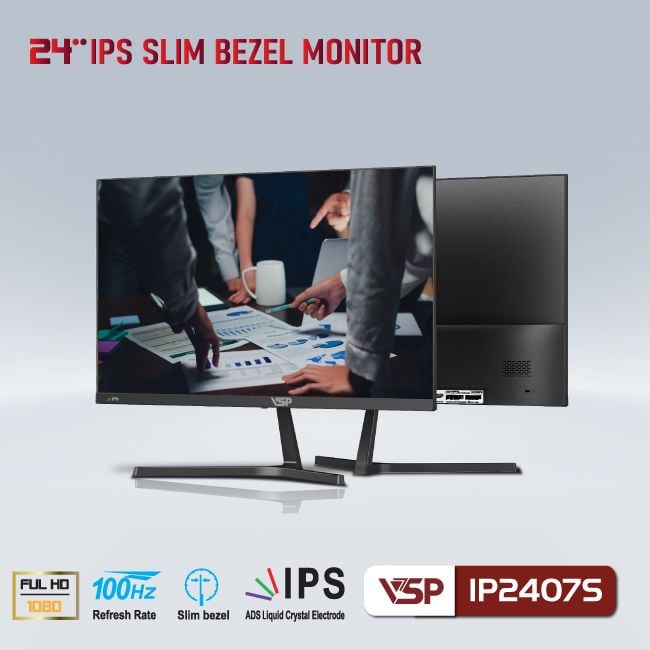 24" IPS SLIM BEZEL MONITOR
IPS
VSP
FULL HD
1080
100Hz
Refresh Rate
Slim bezel
IPS
ADS Liquid Crystal Electrode
VSP
IP2407S